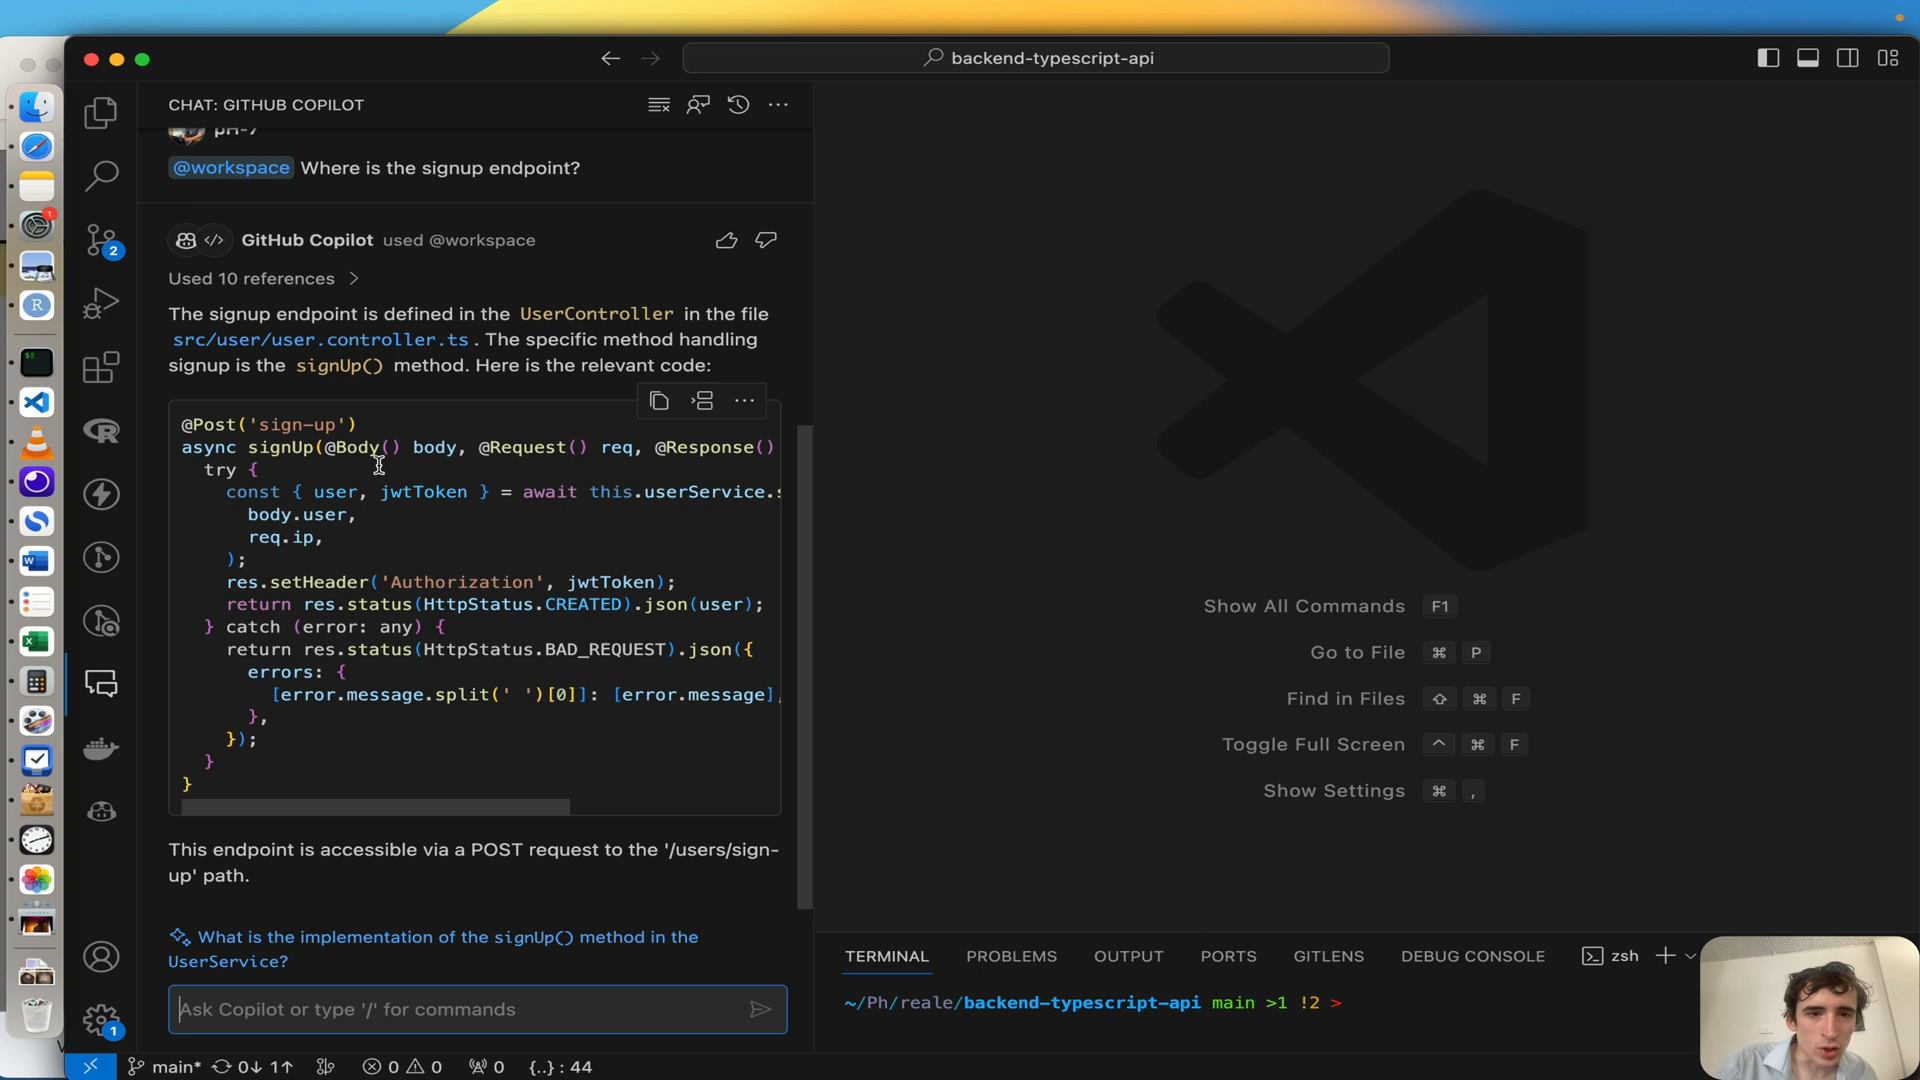 backend-typescript-api
CHAT: GITHUB COPILOT
pH-7
@workspace Where is the signup endpoint?
GitHub Copilot used @workspace
Used 10 references
The signup endpoint is defined in the UserController in the file
src/user/user.controller.ts . The specific method handling
signup is the signUp() method. Here is the relevant code:
@Post('sign-up')
async signUp(@Body() body, @Request() req, @Response()
try {
const { user, jwtToken } = await this.userService.
body.user,
req.ip,
);
res.setHeader('Authorization', jwtToken);
return res.status(HttpStatus.CREATED).json(user);
} catch (error: any) {
return res.status(HttpStatus.BAD_REQUEST).json({
errors: {
[error.message.split(' ')[0]]: [error.message],
},
});
}
}
This endpoint is accessible via a POST request to the '/users/sign-
up' path.
What is the implementation of the signUp() method in the
UserService?
Ask Copilot or type '/' for commands
Show All Commands F1
Go to File ⌘ P
Find in Files ⇧ ⌘ F
Toggle Full Screen ^ ⌘ F
Show Settings ⌘ ,
TERMINAL PROBLEMS OUTPUT PORTS GITLENS DEBUG CONSOLE zsh
~/Ph/reale/backend-typescript-api main >1 !2 >
2
1
1
R
R
W
X
$
main* 0↓ 1↑ 0 0 0 {..} : 44